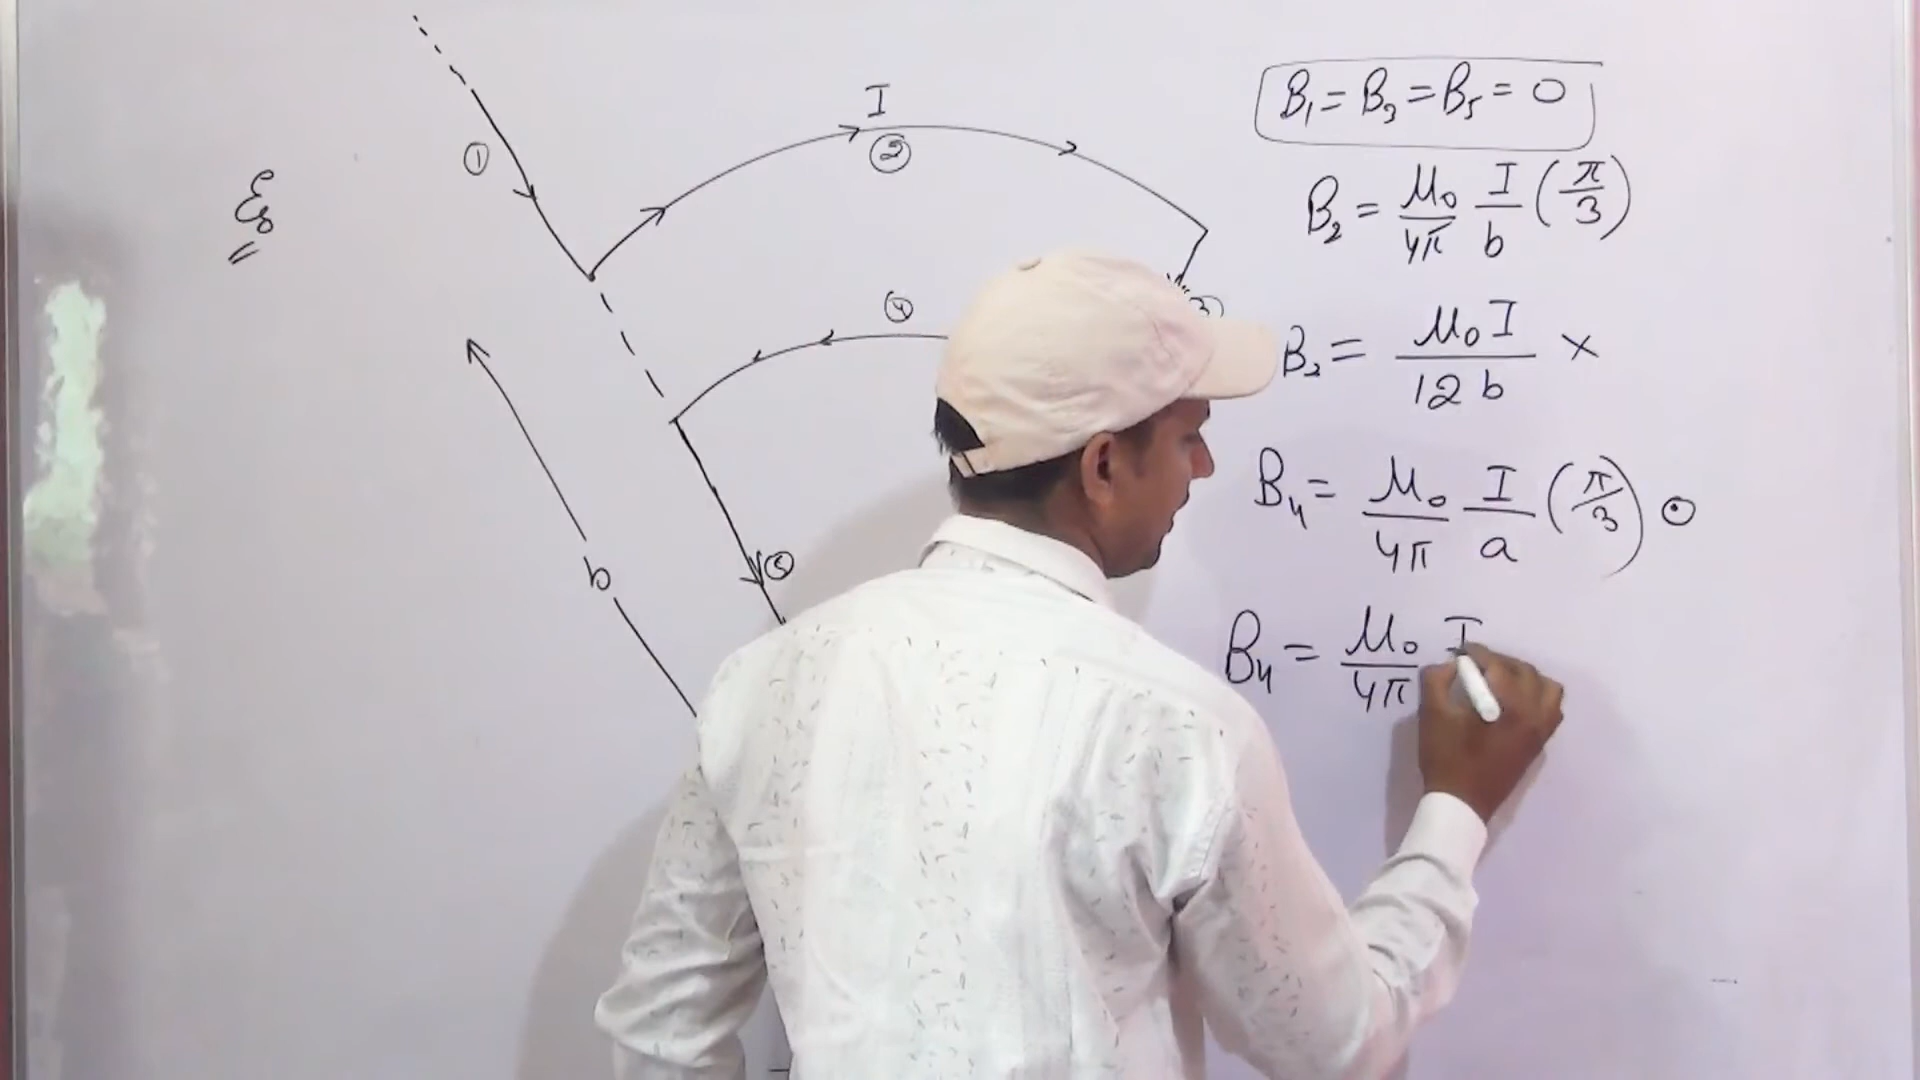 Ex
①
I
②
④
b
⑤
B₁ = B₃ = B₅ = 0
B₂ = μ₀/4π I/b (π/3)
B₂ = μ₀I/12b ×
B₄ = μ₀/4π I/a (π/3) ⊙
B₄ = μ₀/4π I